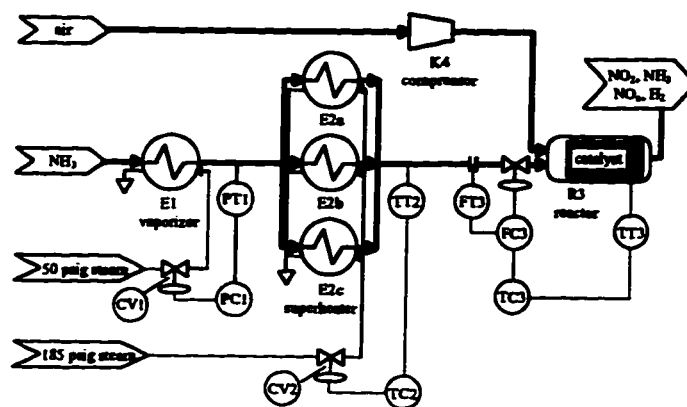 air
K4
compressor
NO₂, NH₃
NOₓ, H₂
E2a
NH₃
E1
vaporizer
PT1
E2b
TT2
FT3
FC3
catalyst
R3
reactor
TT3
50 psig steam
CV1
PC1
E2c
superheater
TC3
185 psig steam
CV2
TC2